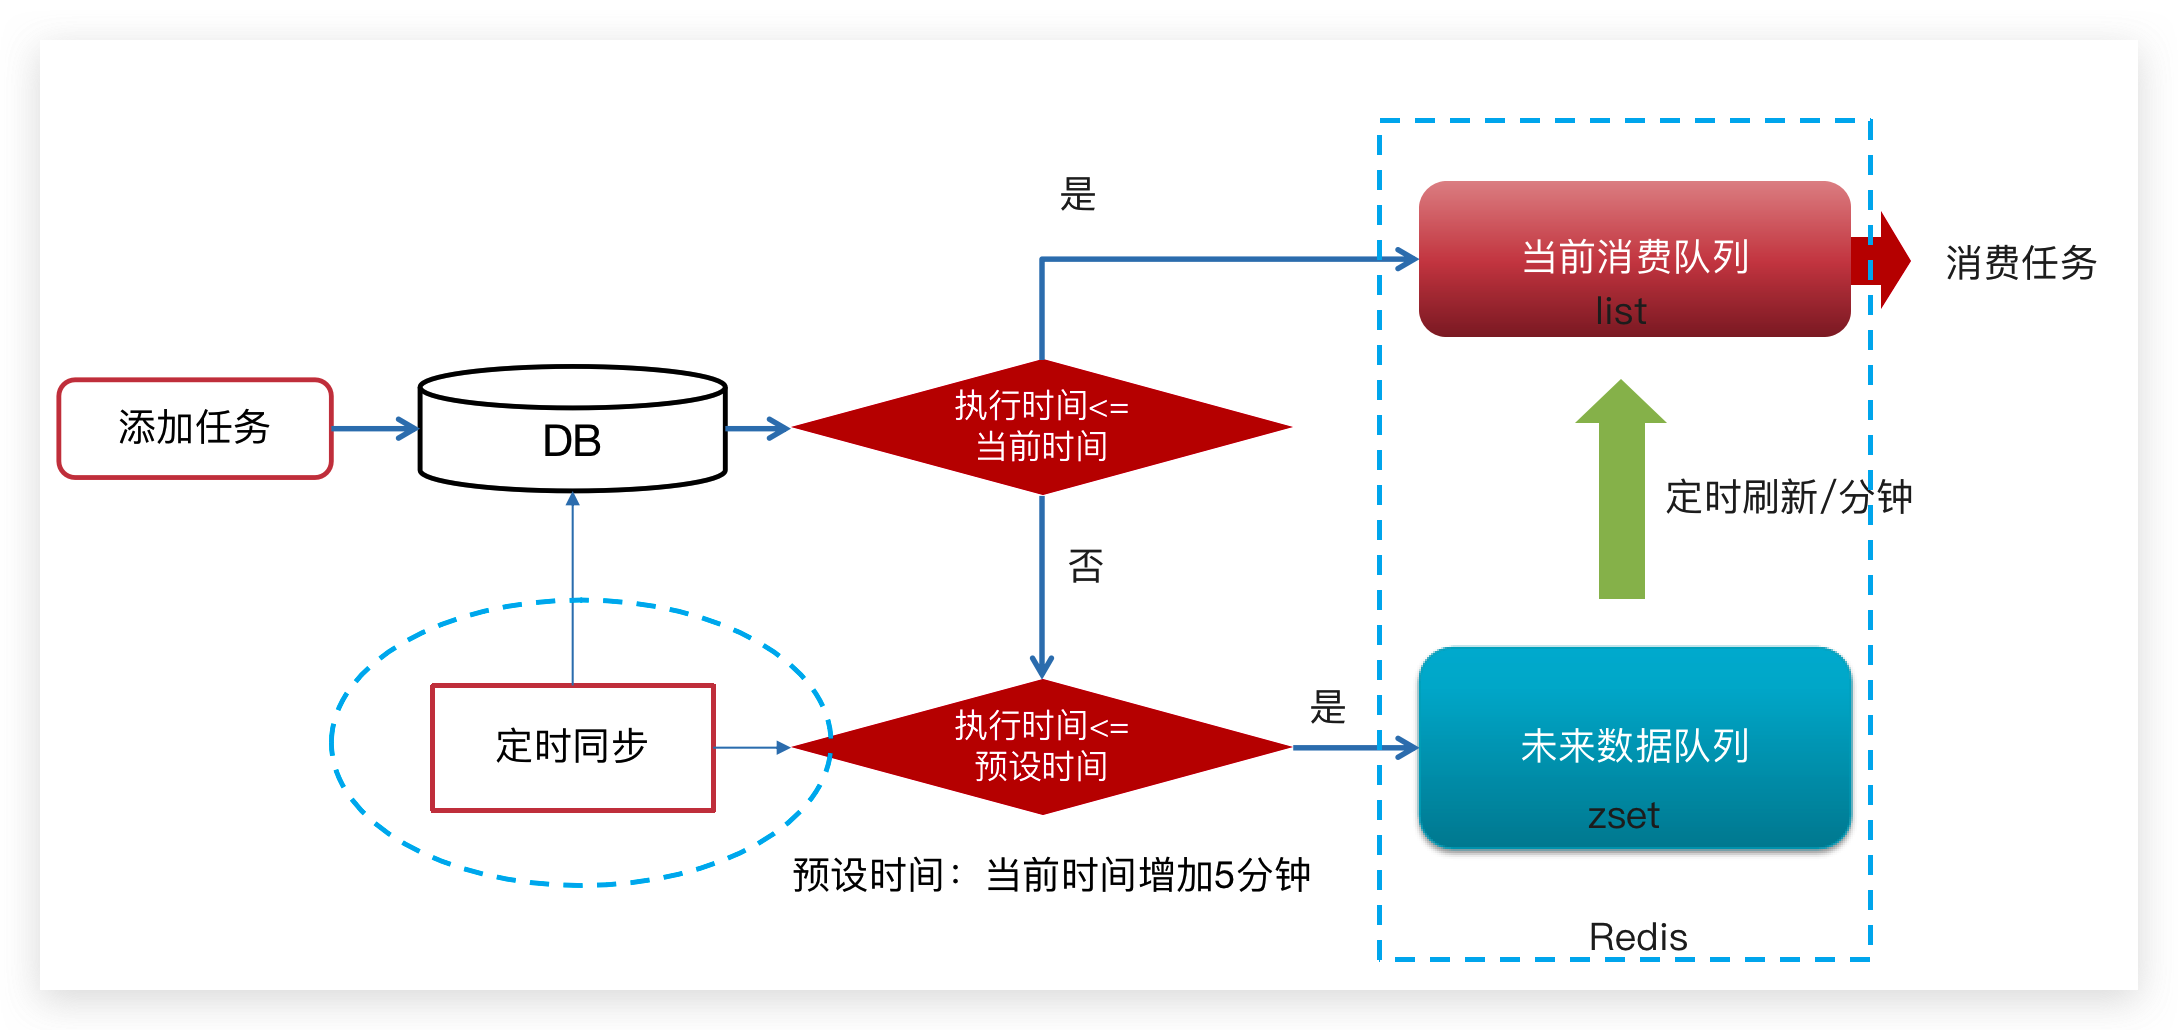 是
当前消费队列
list
消费任务
添加任务
DB
执行时间<=
当前时间
定时刷新/分钟
否
定时同步
执行时间<=
预设时间
是
未来数据队列
zset
预设时间：当前时间增加5分钟
Redis